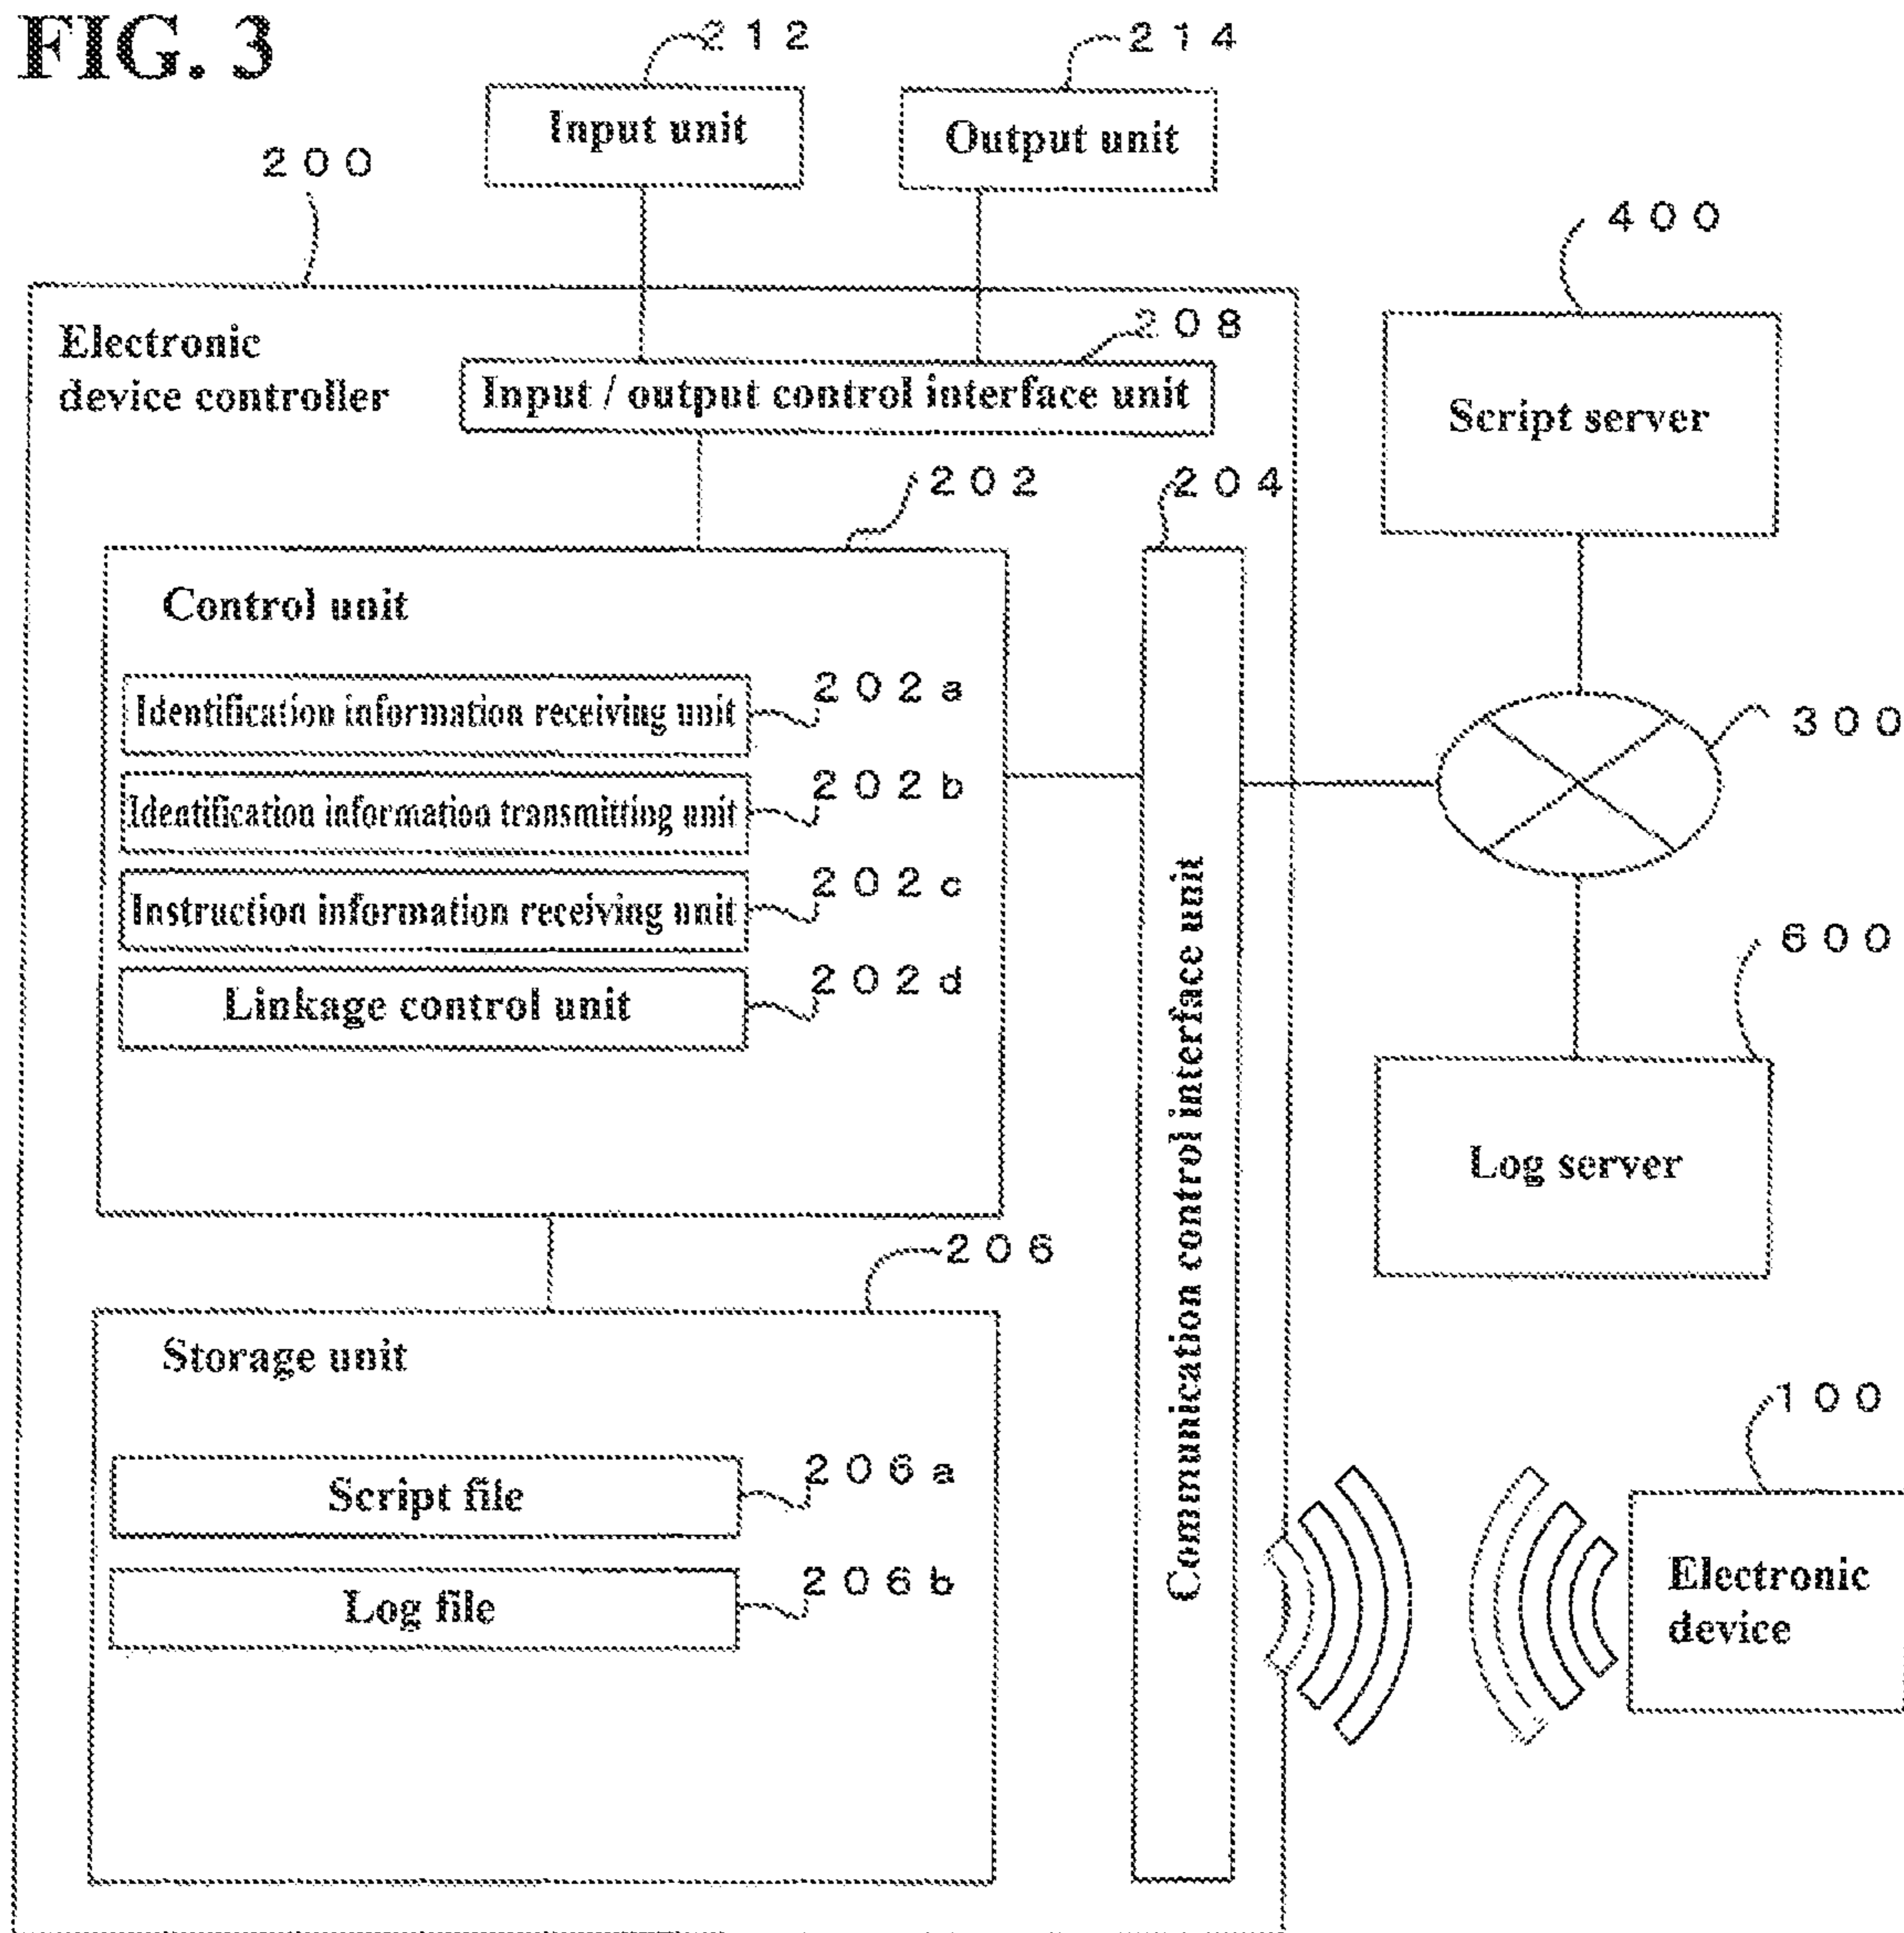 FIG. 3
212
214
Input unit
Output unit
200
400
Electronic
device controller
208
Input / output control interface unit
Script server
202
204
Control unit
Identification information receiving unit
202a
Identification information transmitting unit
202b
Instruction information receiving unit
202c
Linkage control unit
202d
300
Communication control interface unit
600
Log server
206
Storage unit
Script file
206a
Log file
206b
100
Electronic
device